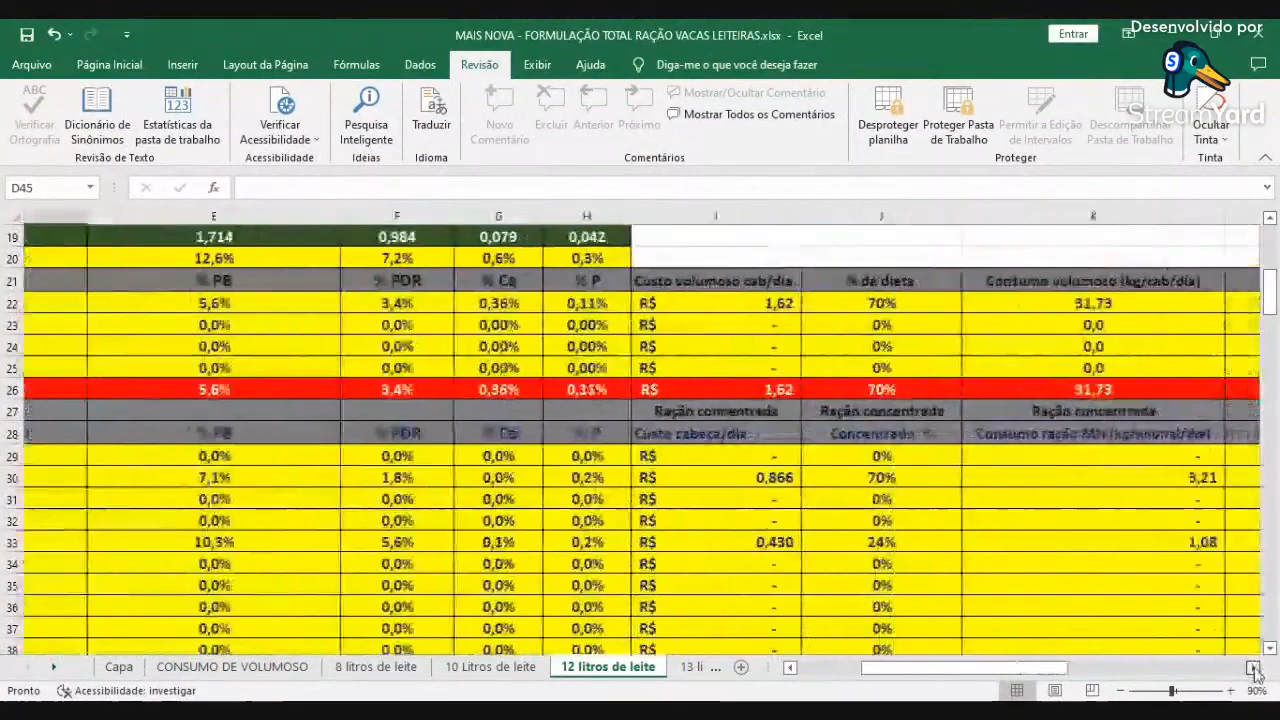 Desenvolvido por
StreamYard
MAIS NOVA - FORMULAÇÃO TOTAL RAÇÃO VACAS LEITEIRAS.xlsx - Excel
Entrar
Arquivo Página Inicial Inserir Layout da Página Fórmulas Dados Revisão Exibir Ajuda Diga-me o que você deseja fazer
Verificar Ortografia
Dicionário de Sinônimos
Estatísticas da pasta de trabalho
Verificar Acessibilidade
Pesquisa Inteligente
Traduzir
Novo Comentário
Excluir
Anterior
Próximo
Mostrar/Ocultar Comentário
Mostrar Todos os Comentários
Desproteger planilha
Proteger Pasta de Trabalho
Permitir a Edição de Intervalos
Descompartilhar Pasta de Trabalho
Ocultar Tinta
Revisão de Texto Acessibilidade Ideias Idioma Comentários Proteger Tinta
D45 fx
E F G H I J K
19 1,714 0,984 0,079 0,042
20 12,6% 7,2% 0,6% 0,3%
21 % PB % PDR % Ca % P Custo volumoso cab/dia % da dieta Consumo volumoso (kg/cab/dia)
22 5,6% 3,4% 0,36% 0,11% R$ 1,62 70% 31,73
23 0,0% 0,0% 0,00% 0,00% R$ - 0% 0,0
24 0,0% 0,0% 0,00% 0,00% R$ - 0% 0,0
25 0,0% 0,0% 0,00% 0,00% R$ - 0% 0,0
26 5,6% 3,4% 0,36% R$ 1,62 70% 31,73
27 Ração concentrada Ração concentrada Ração concentrada
28 % PB % PDR % Ca % P Custo cabeça/dia Concentrado % Consumo ração
29 0,0% 0,0% 0,0% 0,0% R$ - 0% -
30 7,1% 1,8% 0,0% 0,2% R$ 0,866 70% 3,21
31 0,0% 0,0% 0,0% 0,0% R$ - 0% -
32 0,0% 0,0% 0,0% 0,0% R$ - 0% -
33 10,3% 5,6% 0,1% 0,2% R$ 0,430 24% 1,08
34 0,0% 0,0% 0,0% 0,0% R$ - 0% -
35 0,0% 0,0% 0,0% 0,0% R$ - 0% -
36 0,0% 0,0% 0,0% 0,0% R$ - 0% -
37 0,0% 0,0% 0,0% 0,0% R$ - 0% -
38 0,0% 0,0% 0,0% 0,0% R$ - 0% -
Capa CONSUMO DE VOLUMOSO 8 litros de leite 10 Litros de leite 12 litros de leite 13 li ...
Pronto Acessibilidade: investigar 90%